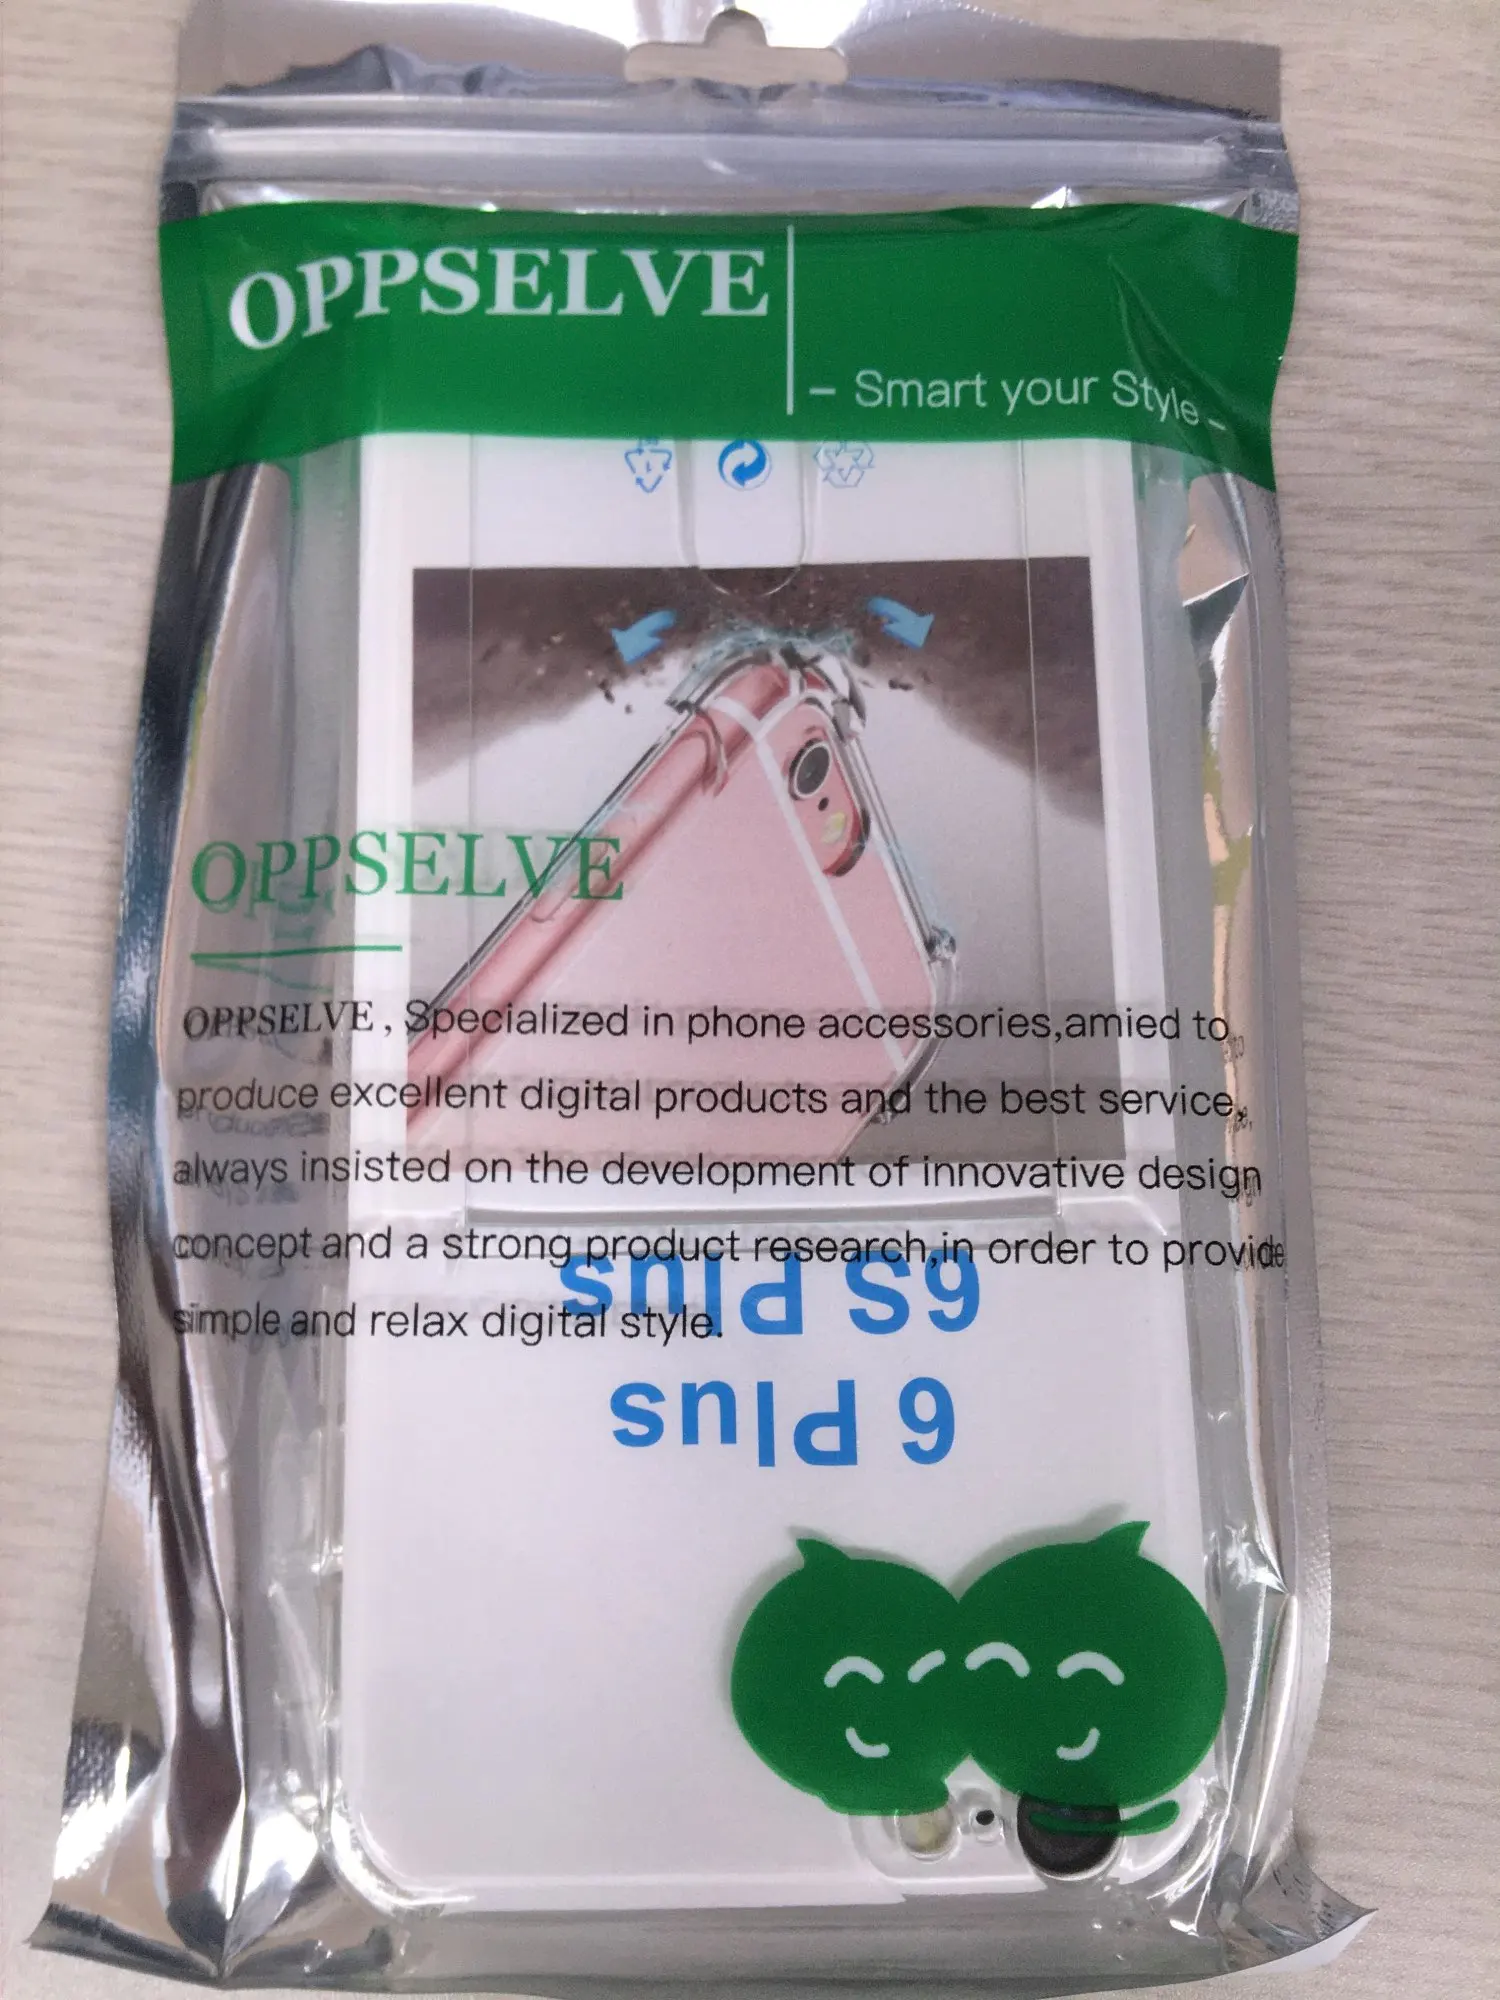 OPPSELVE
- Smart your Style -
OPPSELVE
OPPSELVE, Specialized in phone accessories,amied to
produce excellent digital products and the best service,
always insisted on the development of innovative design
concept and a strong product research,in order to provide
simple and relax digital style.
6S Plus
6 Plus